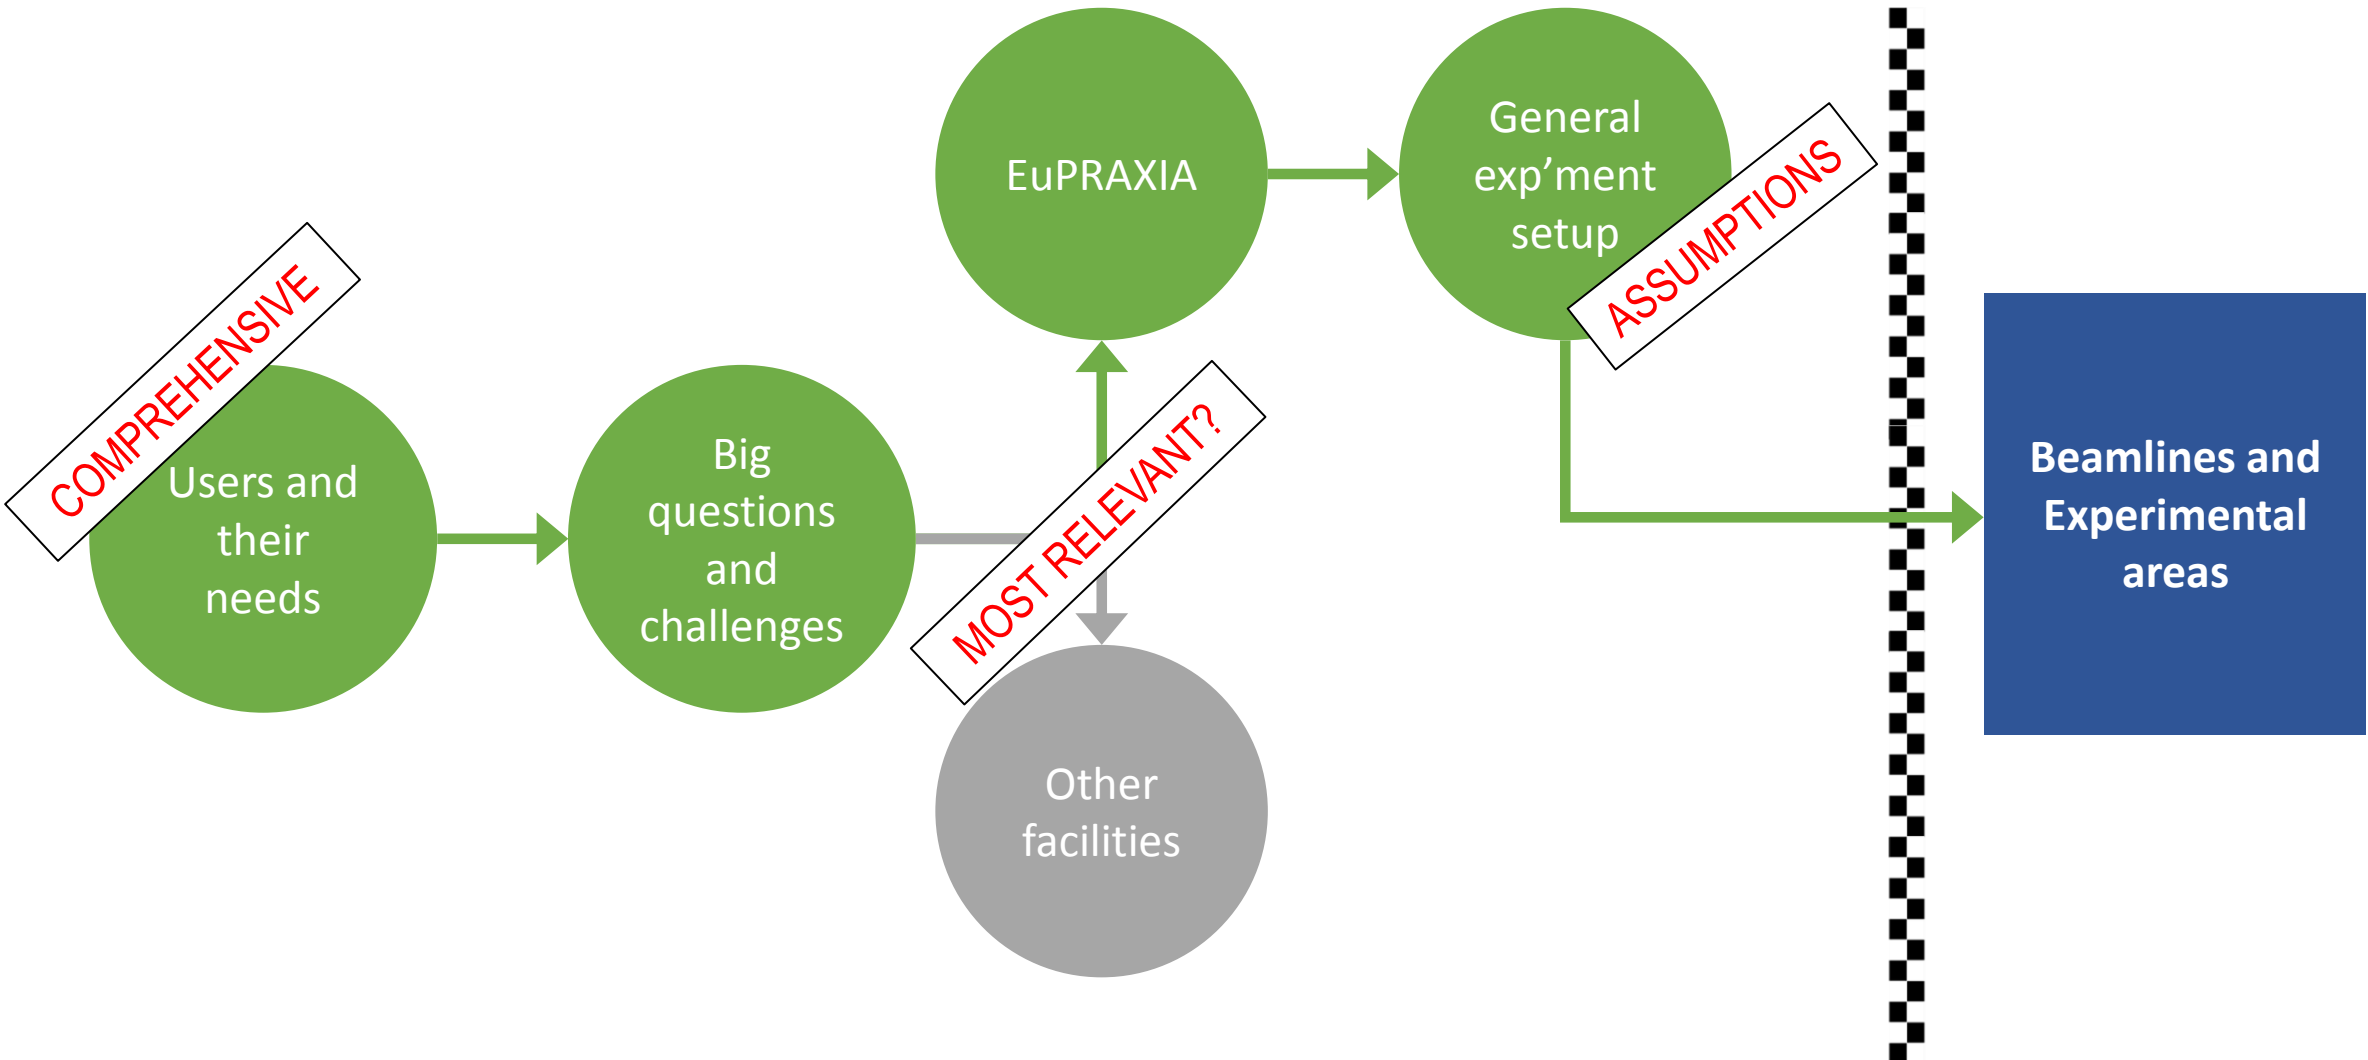 COMPREHENSIVE
Users and
their
needs
Big
questions
and
challenges
MOST RELEVANT?
EuPRAXIA
Other
facilities
General
exp’ment
setup
ASSUMPTIONS
Beamlines and
Experimental
areas